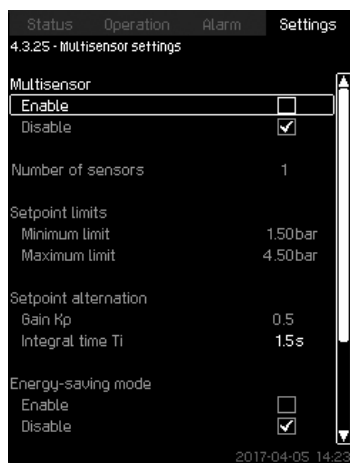 Status Operation Alarm Settings
4.3.25 - Multisensor settings
Multisensor
Enable
Disable
Number of sensors 1
Setpoint limits
Minimum limit 1.50bar
Maximum limit 4.50bar
Setpoint alternation
Gain Kp 0.5
Integral time Ti 1.5s
Energy-saving mode
Enable
Disable
2017-04-05 14:23